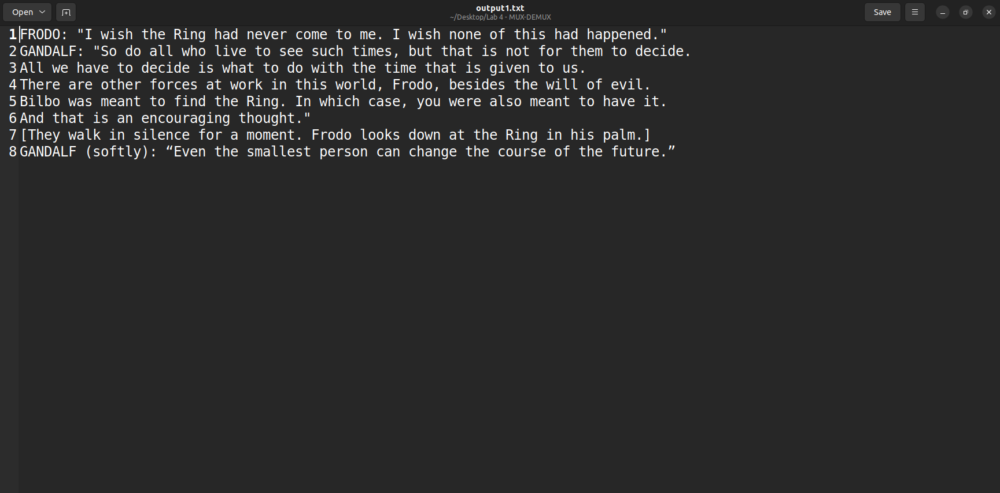 Open
output1.txt
~/Desktop/Lab 4 - MUX-DEMUX
Save
1 FRODO: "I wish the Ring had never come to me. I wish none of this had happened."
2 GANDALF: "So do all who live to see such times, but that is not for them to decide.
3 All we have to decide is what to do with the time that is given to us.
4 There are other forces at work in this world, Frodo, besides the will of evil.
5 Bilbo was meant to find the Ring. In which case, you were also meant to have it.
6 And that is an encouraging thought."
7 [They walk in silence for a moment. Frodo looks down at the Ring in his palm.]
8 GANDALF (softly): “Even the smallest person can change the course of the future.”